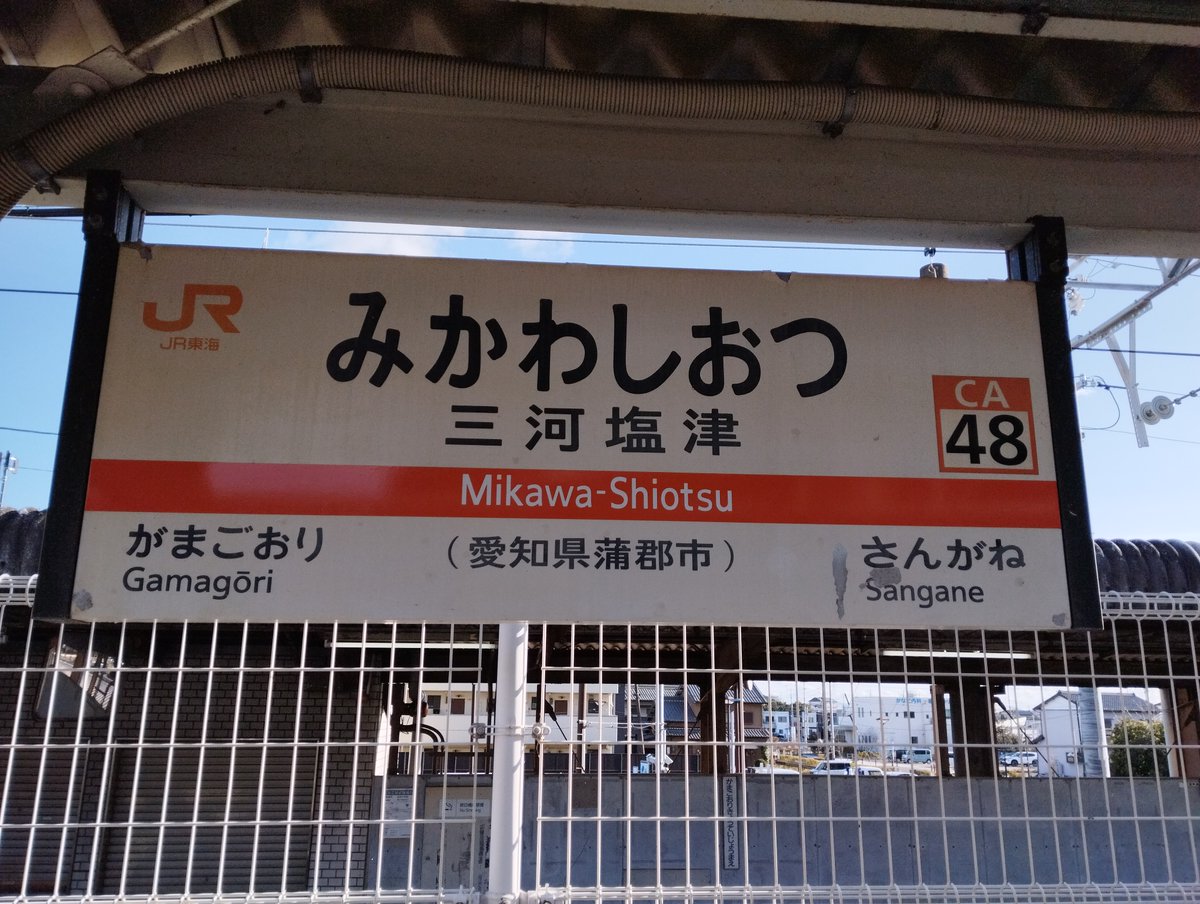 JR
JR東海
みかわしおつ
三河塩津
CA
48
Mikawa-Shiotsu
がまごおり
Gamagōri
(愛知県蒲郡市)
さんがね
Sangane